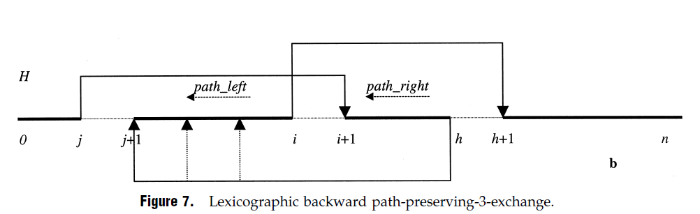 H
path_left path_right
0 j j+1 i i+1 h h+1 n
b
Figure 7. Lexicographic backward path-preserving-3-exchange.